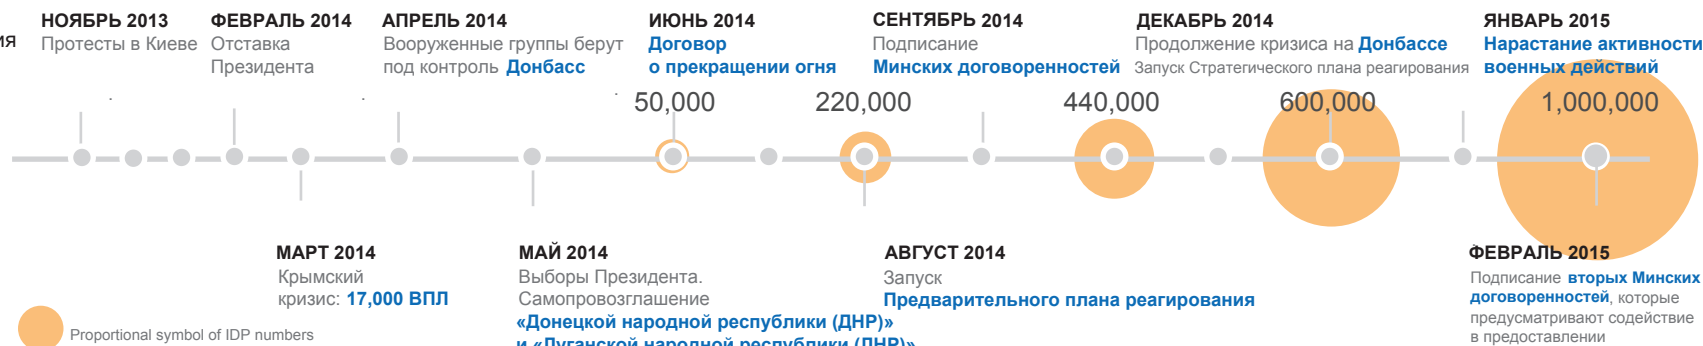 ия
НОЯБРЬ 2013
Протесты в Киеве
ФЕВРАЛЬ 2014
Отставка
Президента
АПРЕЛЬ 2014
Вооруженные группы берут
под контроль Донбасс
ИЮНЬ 2014
Договор
о прекращении огня
СЕНТЯБРЬ 2014
Подписание
Минских договоренностей
ДЕКАБРЬ 2014
Продолжение кризиса на Донбассе
Запуск Стратегического плана реагирования
ЯНВАРЬ 2015
Нарастание активности
военных действий
50,000
220,000
440,000
600,000
1,000,000
МАРТ 2014
Крымский
кризис: 17,000 ВПЛ
МАЙ 2014
Выборы Президента.
Самопровозглашение
«Донецкой народной республики (ДНР)»
и «Луганской народной республики (ЛНР)»
АВГУСТ 2014
Запуск
Предварительного плана реагирования
ФЕВРАЛЬ 2015
Подписание вторых Минских
договоренностей, которые
предусматривают содействие
в предоставлении
Proportional symbol of IDP numbers